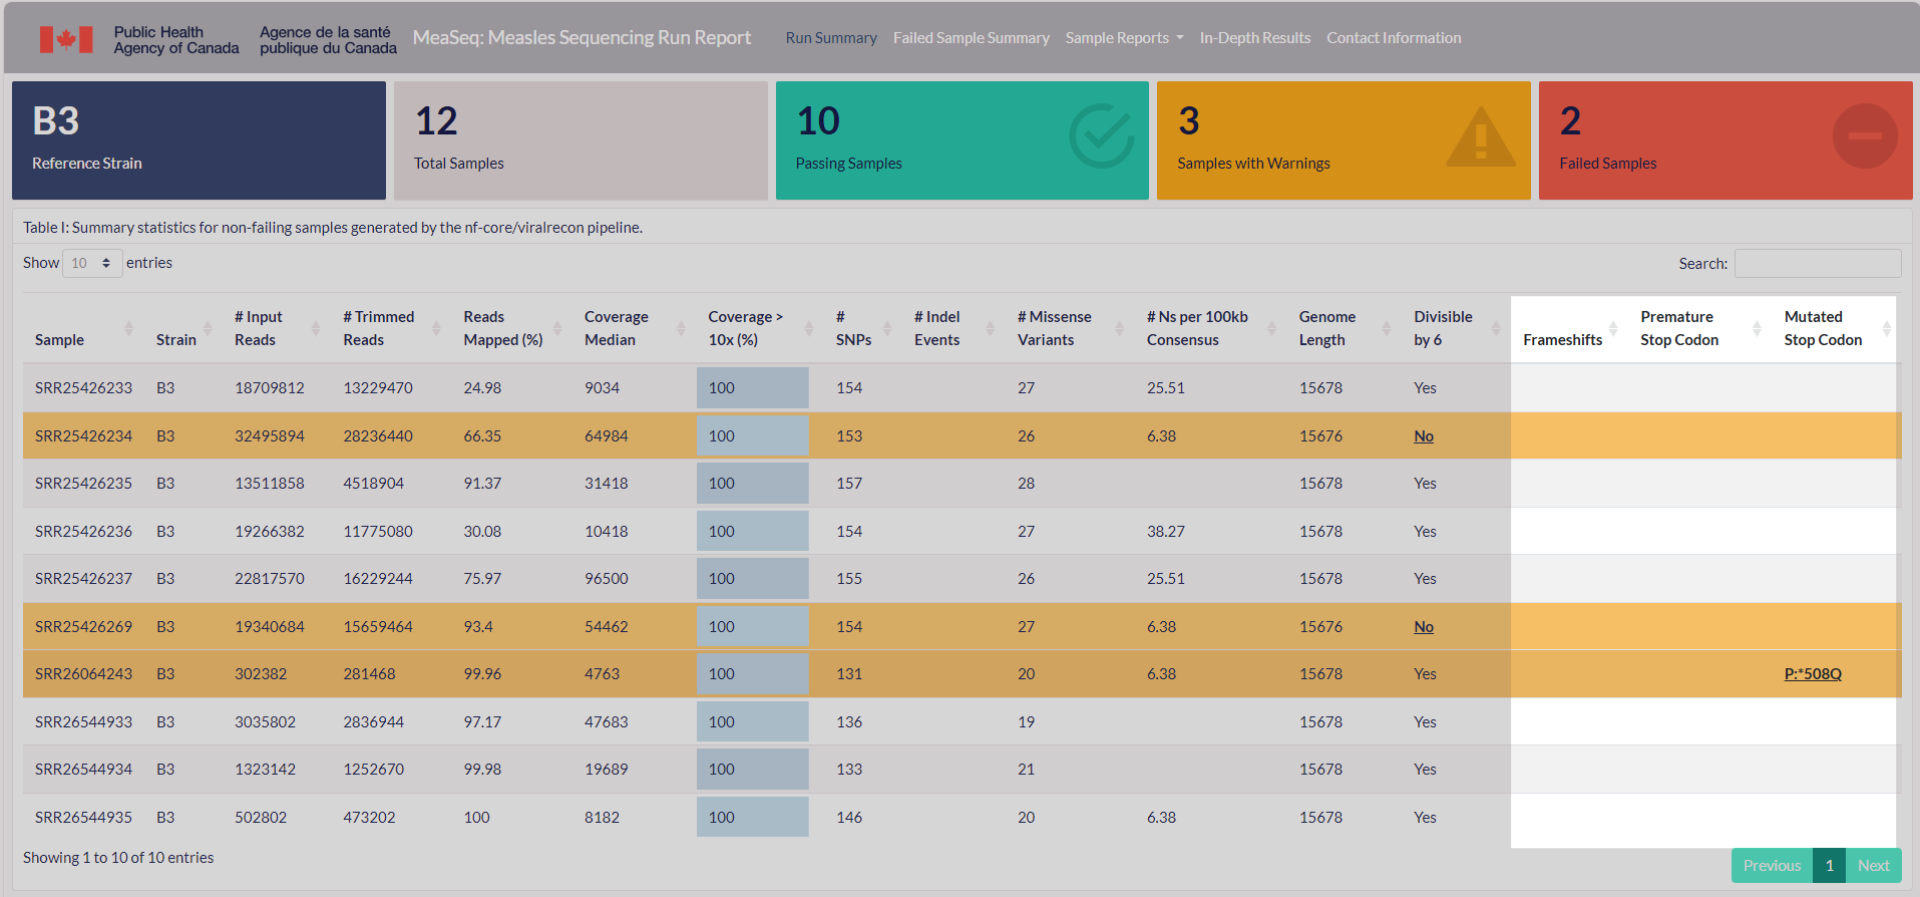 Public Health Agence de la santé
Agency of Canada publique du Canada
MeaSeq: Measles Sequencing Run Report Run Summary Failed Sample Summary Sample Reports In-Depth Results Contact Information
B3
Reference Strain
12
Total Samples
10
Passing Samples
3
Samples with Warnings
2
Failed Samples
Table I: Summary statistics for non-failing samples generated by the nf-core/viralrecon pipeline.
Show 10 entries Search:
# Input # Trimmed Reads Coverage Coverage > # # Indel # Missense # Ns per 100kb Genome Divisible Premature Mutated
Sample Strain Reads Reads Mapped (%) Median 10x (%) SNPs Events Variants Consensus Length by 6 Frameshifts Stop Codon Stop Codon
SRR25426233 B3 18709812 13229470 24.98 9034 100 154 27 25.51 15678 Yes
SRR25426234 B3 32495894 28236440 66.35 64984 100 153 26 6.38 15676 No
SRR25426235 B3 13511858 4518904 91.37 31418 100 157 28 15678 Yes
SRR25426236 B3 19266382 11775080 30.08 10418 100 154 27 38.27 15678 Yes
SRR25426237 B3 22817570 16229244 75.97 96500 100 155 26 25.51 15678 Yes
SRR25426269 B3 19340684 15659464 93.4 54462 100 154 27 6.38 15676 No
SRR26064243 B3 302382 281468 99.96 4763 100 131 20 6.38 15678 Yes P:*508Q
SRR26544933 B3 3035802 2836944 97.17 47683 100 136 19 15678 Yes
SRR26544934 B3 1323142 1252670 99.98 19689 100 133 21 15678 Yes
SRR26544935 B3 502802 473202 100 8182 100 146 20 6.38 15678 Yes
Showing 1 to 10 of 10 entries
Previous 1 Next